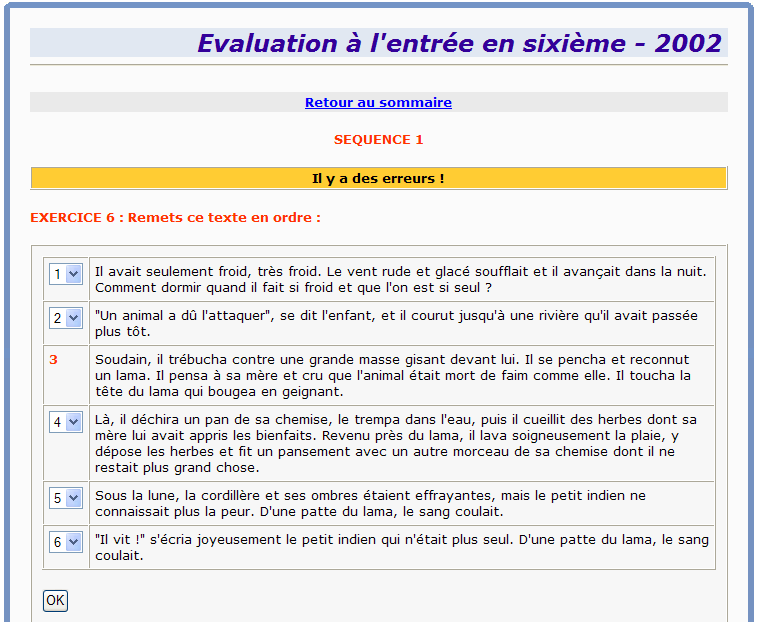 Evaluation à l'entrée en sixième - 2002
Retour au sommaire
SEQUENCE 1
Il y a des erreurs !
EXERCICE 6 : Remets ce texte en ordre :
1 Il avait seulement froid, très froid. Le vent rude et glacé soufflait et il avançait dans la nuit.
Comment dormir quand il fait si froid et que l'on est si seul ?
2 "Un animal a dû l'attaquer", se dit l'enfant, et il courut jusqu'à une rivière qu'il avait passée
plus tôt.
3 Soudain, il trébucha contre une grande masse gisant devant lui. Il se pencha et reconnut
un lama. Il pensa à sa mère et cru que l'animal était mort de faim comme elle. Il toucha la
tête du lama qui bougea en geignant.
4 Là, il déchira un pan de sa chemise, le trempa dans l'eau, puis il cueillit des herbes dont sa
mère lui avait appris les bienfaits. Revenu près du lama, il lava soigneusement la plaie, y
dépose les herbes et fit un pansement avec un autre morceau de sa chemise dont il ne
restait plus grand chose.
5 Sous la lune, la cordillère et ses ombres étaient effrayantes, mais le petit indien ne
connaissait plus la peur. D'une patte du lama, le sang coulait.
6 "Il vit !" s'écria joyeusement le petit indien qui n'était plus seul. D'une patte du lama, le sang
coulait.
OK